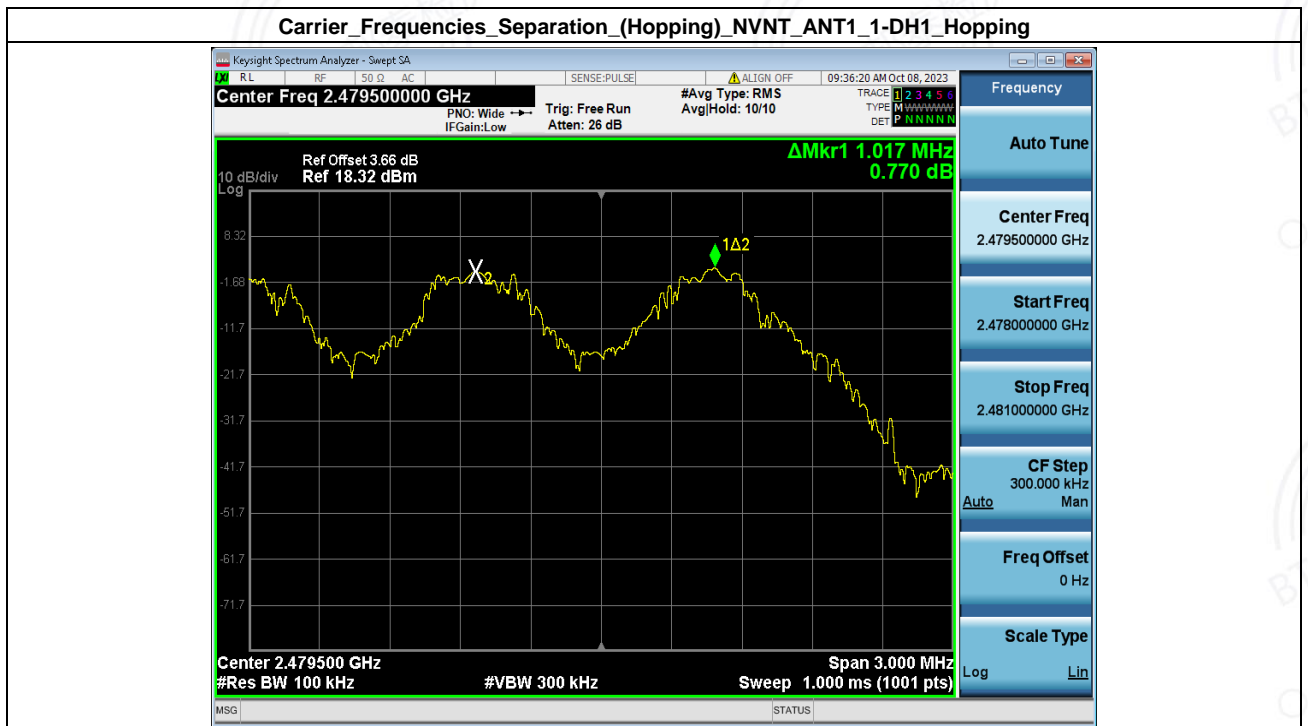 Carrier_Frequencies_Separation_(Hopping)_NVNT_ANT1_1-DH1_Hopping
Keysight Spectrum Analyzer - Swept SA
LXI RL RF 50 Ω AC SENSE:PULSE ALIGN OFF 09:36:20 AM Oct 08, 2023
Center Freq 2.479500000 GHz
PNO: Wide
IFGain:Low
Trig: Free Run
Atten: 26 dB
#Avg Type: RMS
Avg|Hold: 10/10
TRACE 1 2 3 4 5 6
TYPE M WWWWW
DET P N N N N N
ΔMkr1 1.017 MHz
0.770 dB
Ref Offset 3.66 dB
10 dB/div Ref 18.32 dBm
Log
8.32
-1.68
-11.7
-21.7
-31.7
-41.7
-51.7
-61.7
-71.7
2
1Δ2
Center 2.479500 GHz Span 3.000 MHz
#Res BW 100 kHz #VBW 300 kHz Sweep 1.000 ms (1001 pts)
MSG STATUS
Frequency
Auto Tune
Center Freq
2.479500000 GHz
Start Freq
2.478000000 GHz
Stop Freq
2.481000000 GHz
CF Step
300.000 kHz
Auto Man
Freq Offset
0 Hz
Scale Type
Log Lin